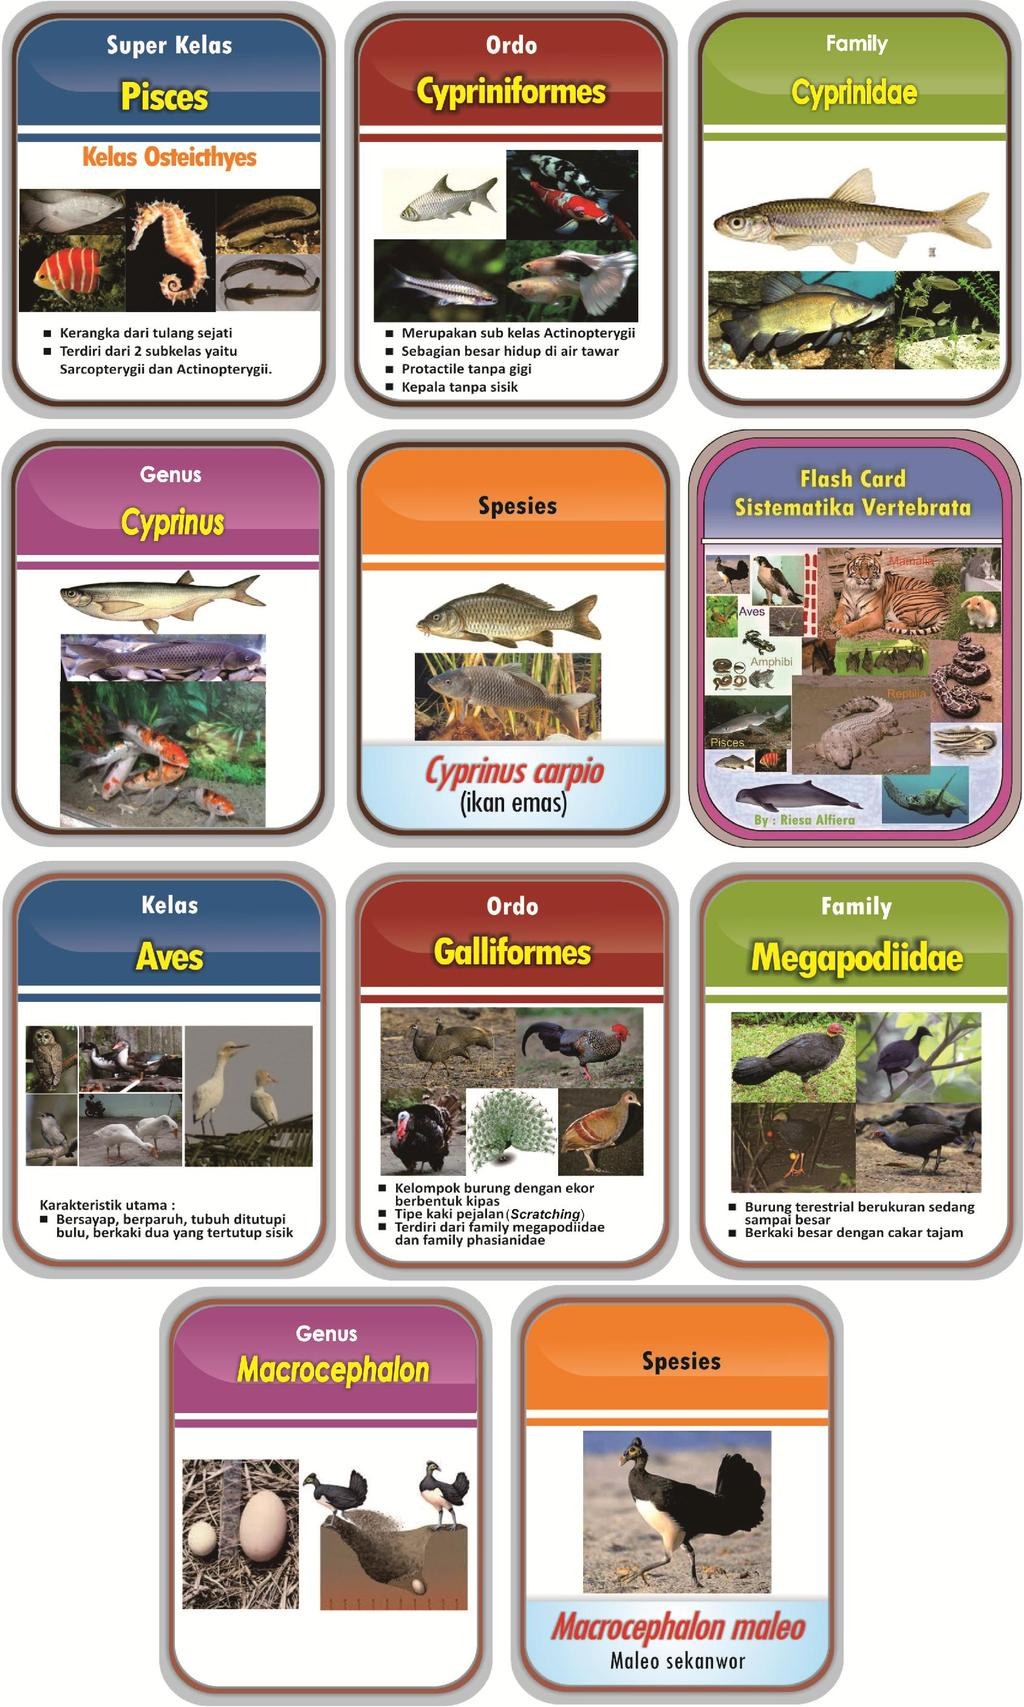 Super Kelas
Pisces
Kelas Osteicthyes
■ Kerangka dari tulang sejati
■ Terdiri dari 2 subkelas yaitu
Sarcopterygii dan Actinopterygii.
Ordo
Cypriniformes
■ Merupakan sub kelas Actinopterygii
■ Sebagian besar hidup di air tawar
■ Protactile tanpa gigi
■ Kepala tanpa sisik
Family
Cyprinidae
Genus
Cyprinus
Spesies
Cyprinus carpio
(ikan emas)
Flash Card
Sistematika Vertebrata
Mamalia
Aves
Amphibi
Reptilia
Pisces
By : Riesa Alfiera
Kelas
Aves
Karakteristik utama :
■ Bersayap, berparuh, tubuh ditutupi
bulu, berkaki dua yang tertutup sisik
Ordo
Galliformes
■ Kelompok burung dengan ekor
berbentuk kipas
■ Tipe kaki pejalan (Scratching)
■ Terdiri dari family megapodiidae
dan family phasianidae
Family
Megapodiidae
■ Burung terestrial berukuran sedang
sampai besar
■ Berkaki besar dengan cakar tajam
Genus
Macrocephalon
Spesies
Macrocephalon maleo
Maleo sekanwor